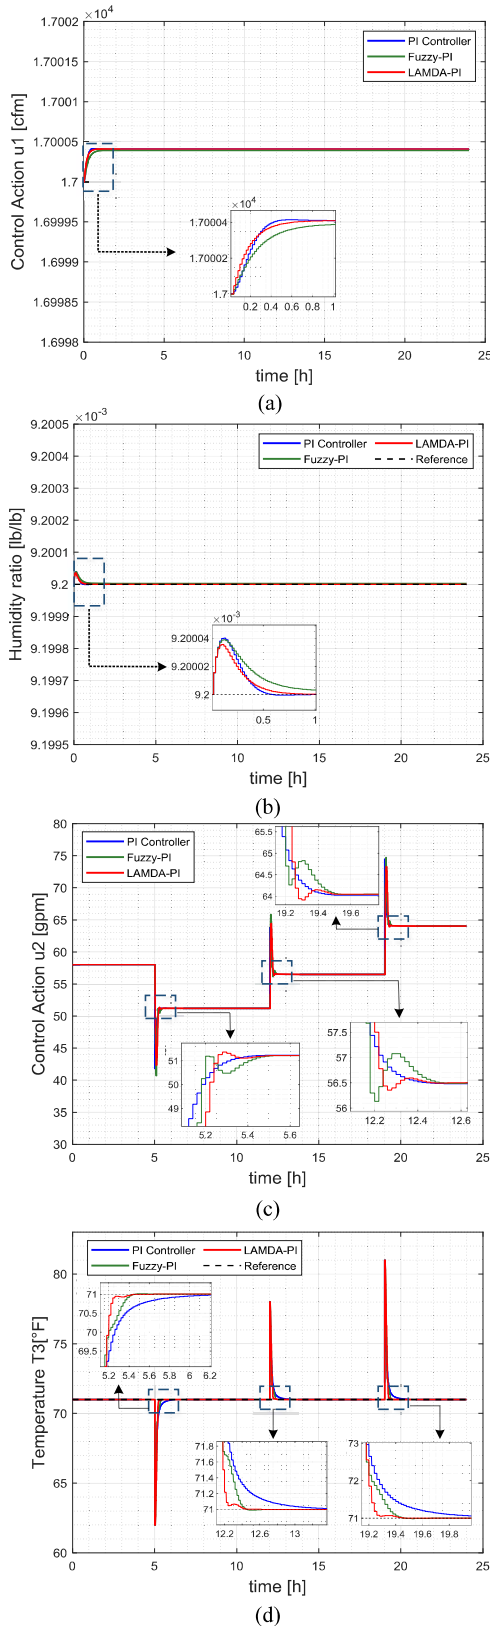 ×10⁴
1.7002
1.70015
1.7001
1.70005
1.7
1.69995
1.6999
1.69985
1.6998
Control Action u1 [cfm]
PI Controller
Fuzzy-PI
LAMDA-PI
×10⁴
1.70004
1.70002
1.7
0.2 0.4 0.6 0.8 1
0 5 10 15 20 25
time [h]
(a)
×10⁻³
9.2005
9.2004
9.2003
9.2002
9.2001
9.2
9.1999
9.1998
9.1997
9.1996
9.1995
Humidity ratio [lb/lb]
PI Controller LAMDA-PI
Fuzzy-PI Reference
×10⁻³
9.20004
9.20002
9.2
0.5 1
0 5 10 15 20 25
time [h]
(b)
80
75
70
65
60
55
50
45
40
35
30
Control Action u2 [gpm]
PI Controller
Fuzzy-PI
LAMDA-PI
65.5
65
64.5
64
19.2 19.4 19.6
51
50
49
5.2 5.4 5.6
57.5
57
56.5
56
12.2 12.4 12.6
0 5 10 15 20 25
time [h]
(c)
80
75
70
65
60
Temperature T3[°F]
PI Controller LAMDA-PI
Fuzzy-PI Reference
71
70.5
70
69.5
5.2 5.4 5.6 5.8 6 6.2
71.8
71.6
71.4
71.2
71
12.2 12.6 13
73
72
71
19.2 19.4 19.6 19.8
0 5 10 15 20 25
time [h]
(d)